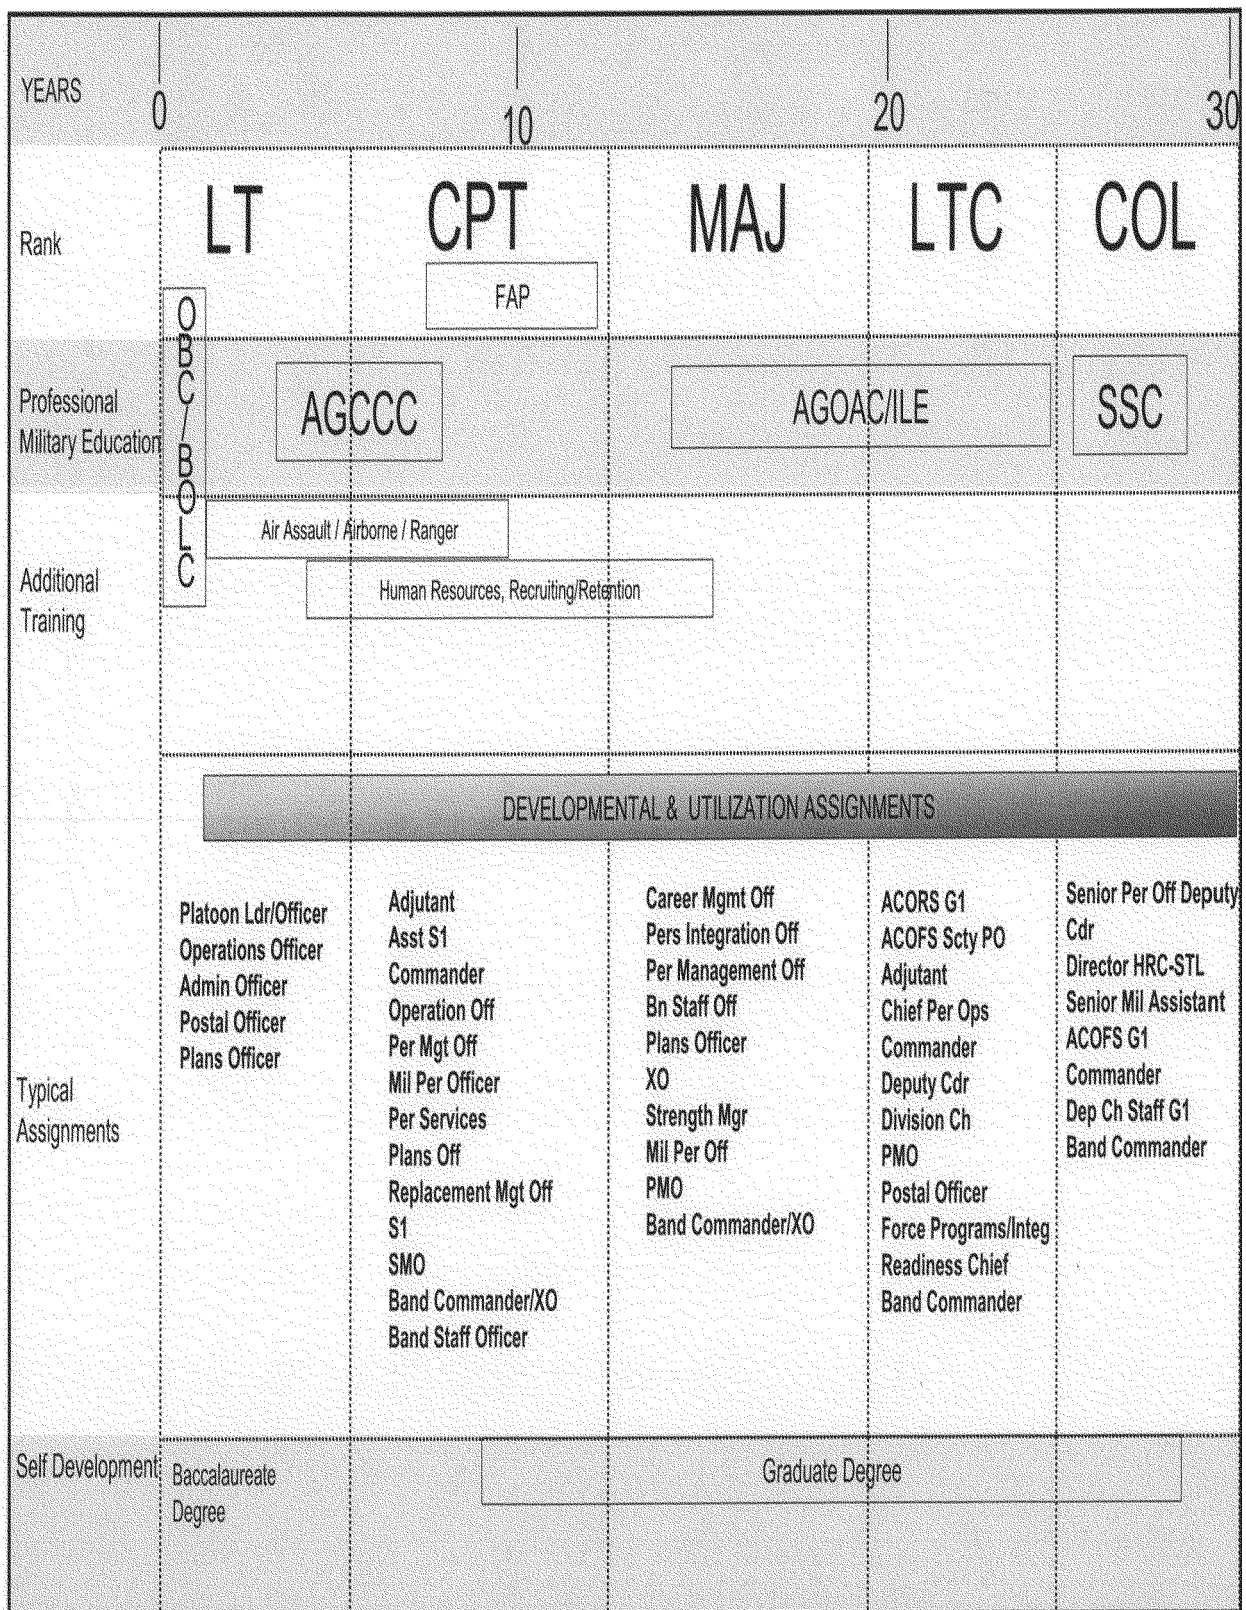 YEARS
0
10
20
30
Rank
LT
CPT
MAJ
LTC
COL
FAP
OBC/BOLC
Professional
Military Education
AGCCC
AGOAC/ILE
SSC
Additional
Training
Air Assault / Airborne / Ranger
Human Resources, Recruiting/Retention
DEVELOPMENTAL & UTILIZATION ASSIGNMENTS
Typical
Assignments
Platoon Ldr/Officer
Operations Officer
Admin Officer
Postal Officer
Plans Officer
Adjutant
Asst S1
Commander
Operation Off
Per Mgt Off
Mil Per Officer
Per Services
Plans Off
Replacement Mgt Off
S1
SMO
Band Commander/XO
Band Staff Officer
Career Mgmt Off
Pers Integration Off
Per Management Off
Bn Staff Off
Plans Officer
XO
Strength Mgr
Mil Per Off
PMO
Band Commander/XO
ACORS G1
ACOFS Scty PO
Adjutant
Chief Per Ops
Commander
Deputy Cdr
Division Ch
PMO
Postal Officer
Force Programs/Integ
Readiness Chief
Band Commander
Senior Per Off Deputy
Cdr
Director HRC-STL
Senior Mil Assistant
ACOFS G1
Commander
Dep Ch Staff G1
Band Commander
Self Development
Baccalaureate
Degree
Graduate Degree